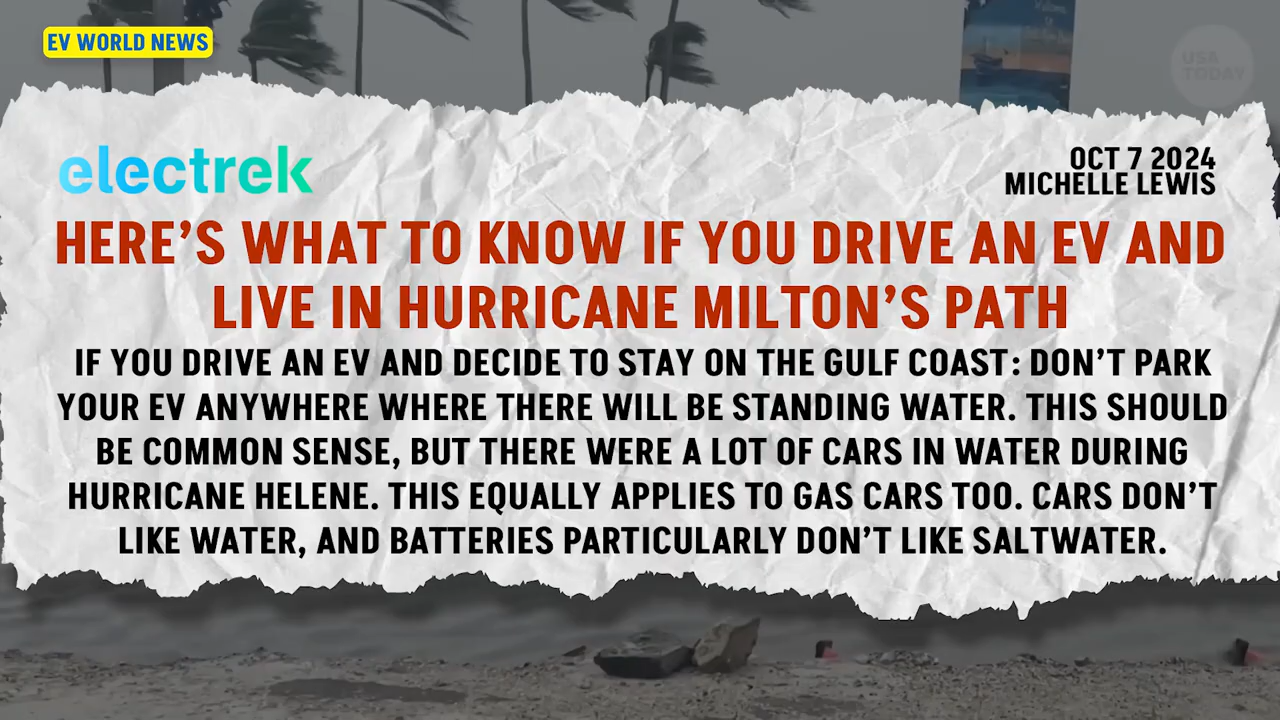 EV WORLD NEWS
USA
TODAY
electrek
OCT 7 2024
MICHELLE LEWIS
HERE'S WHAT TO KNOW IF YOU DRIVE AN EV AND
LIVE IN HURRICANE MILTON'S PATH
IF YOU DRIVE AN EV AND DECIDE TO STAY ON THE GULF COAST: DON'T PARK
YOUR EV ANYWHERE WHERE THERE WILL BE STANDING WATER. THIS SHOULD
BE COMMON SENSE, BUT THERE WERE A LOT OF CARS IN WATER DURING
HURRICANE HELENE. THIS EQUALLY APPLIES TO GAS CARS TOO. CARS DON'T
LIKE WATER, AND BATTERIES PARTICULARLY DON'T LIKE SALTWATER.